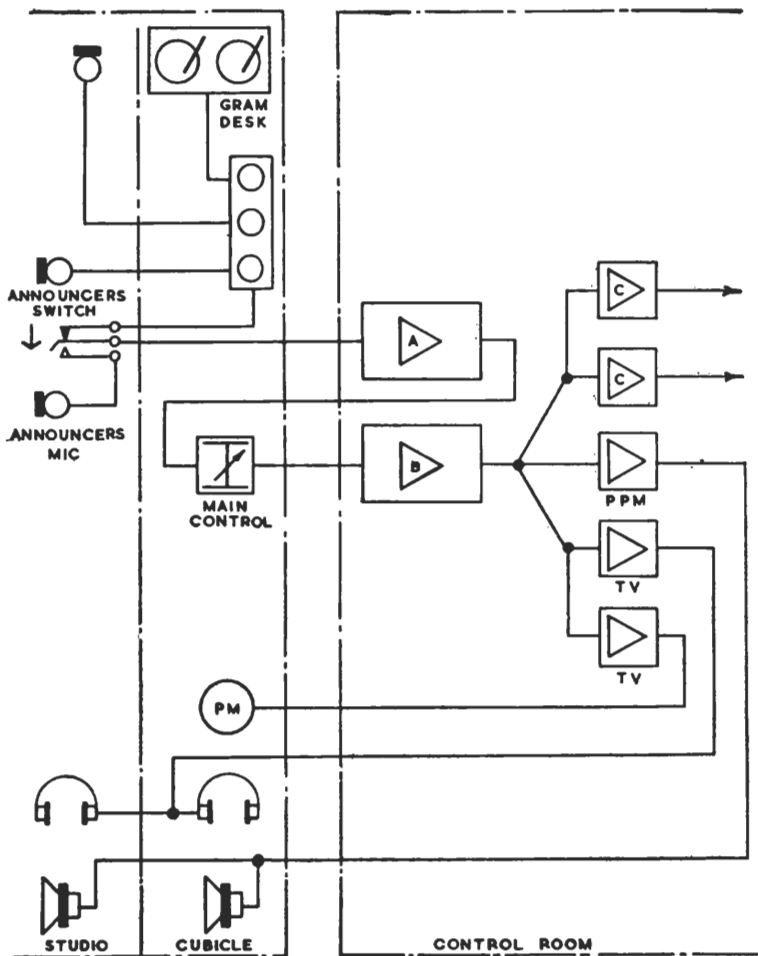 GRAM
DESK
ANNOUNCERS
SWITCH
ANNOUNCERS
MIC
A
B
C
C
MAIN
CONTROL
PPM
TV
TV
PM
STUDIO
CUBICLE
CONTROL ROOM